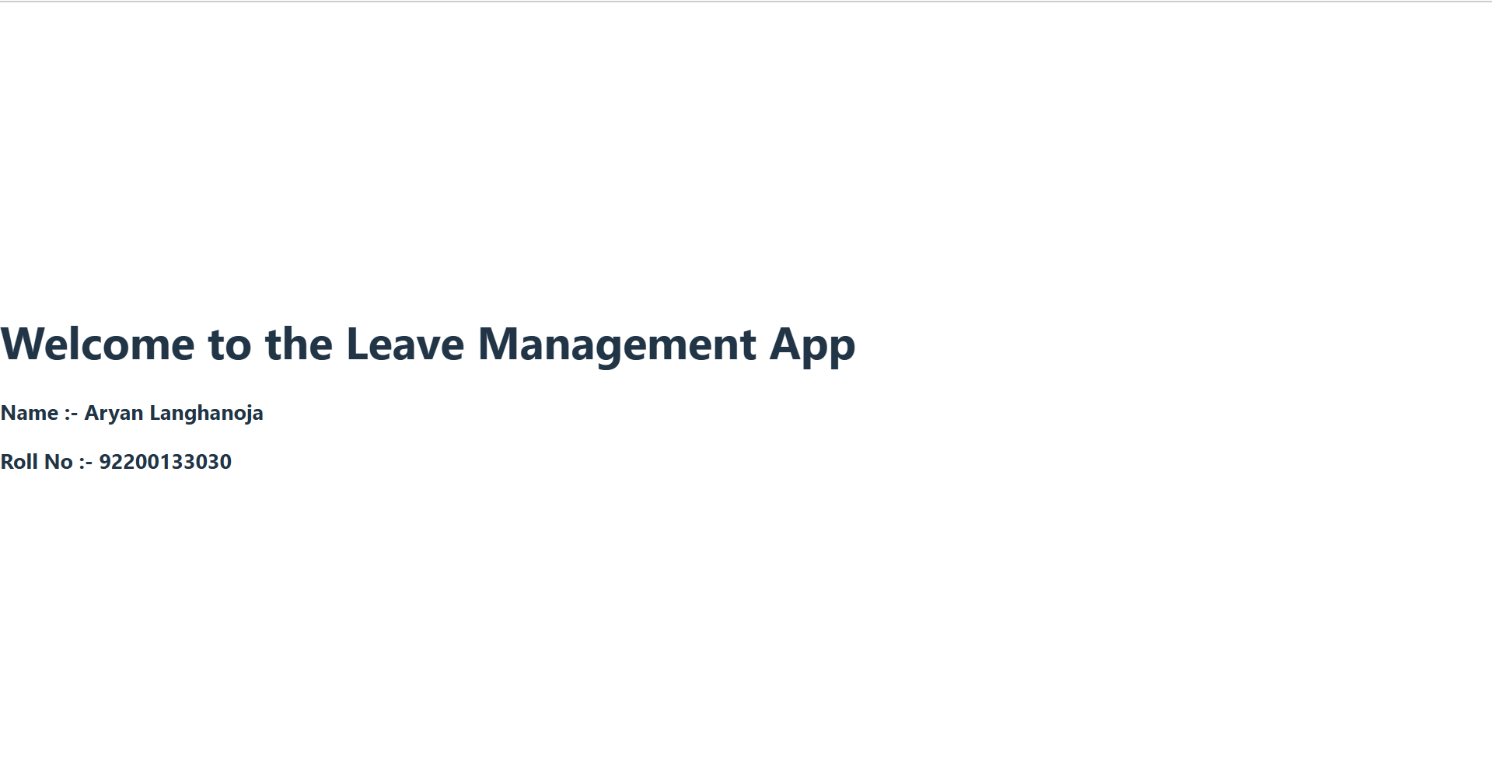 Welcome to the Leave Management App
Name :- Aryan Langhanoja
Roll No :- 92200133030